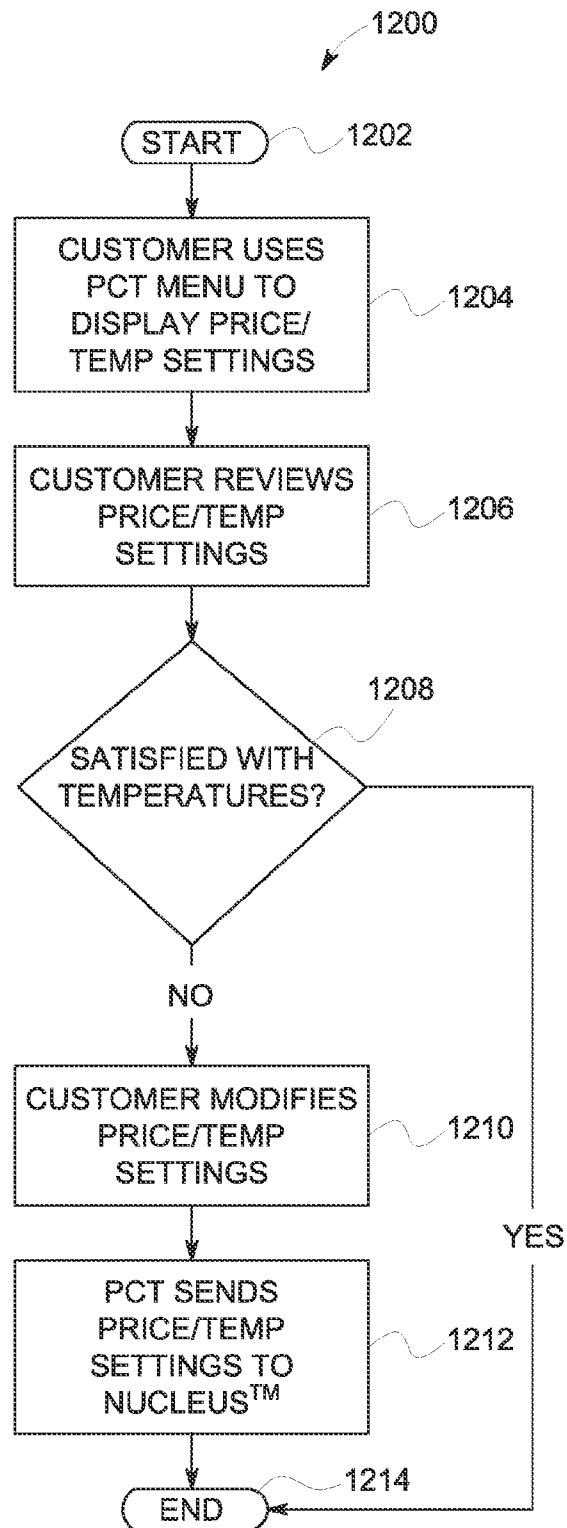 1200
START
1202
CUSTOMER USES
PCT MENU TO
DISPLAY PRICE/
TEMP SETTINGS
1204
CUSTOMER REVIEWS
PRICE/TEMP
SETTINGS
1206
1208
SATISFIED WITH
TEMPERATURES?
NO
CUSTOMER MODIFIES
PRICE/TEMP
SETTINGS
1210
YES
PCT SENDS
PRICE/TEMP
SETTINGS TO
NUCLEUS™
1212
1214
END